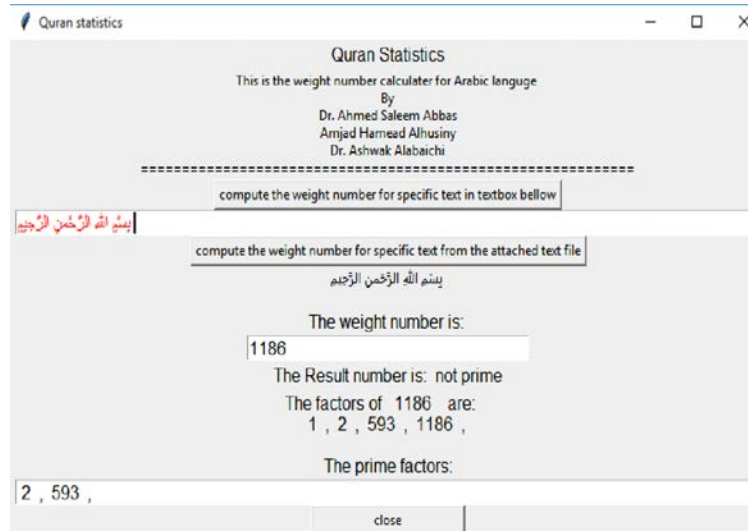 Quran statistics
Quran Statistics
This is the weight number calculater for Arabic languge
By
Dr. Ahmed Saleem Abbas
Amjad Hamead Alhusiny
Dr. Ashwak Alabaichi
=============================================================
compute the weight number for specific text in textbox bellow
بِسْمِ اللهِ الرَّحْمنِ الرَّحِيمِ
compute the weight number for specific text from the attached text file
بِسْمِ اللَّهِ الرَّحْمنِ الرَّحِيمِ
The weight number is:
1186
The Result number is: not prime
The factors of 1186 are:
1 , 2 , 593 , 1186 ,
The prime factors:
2 , 593 ,
close